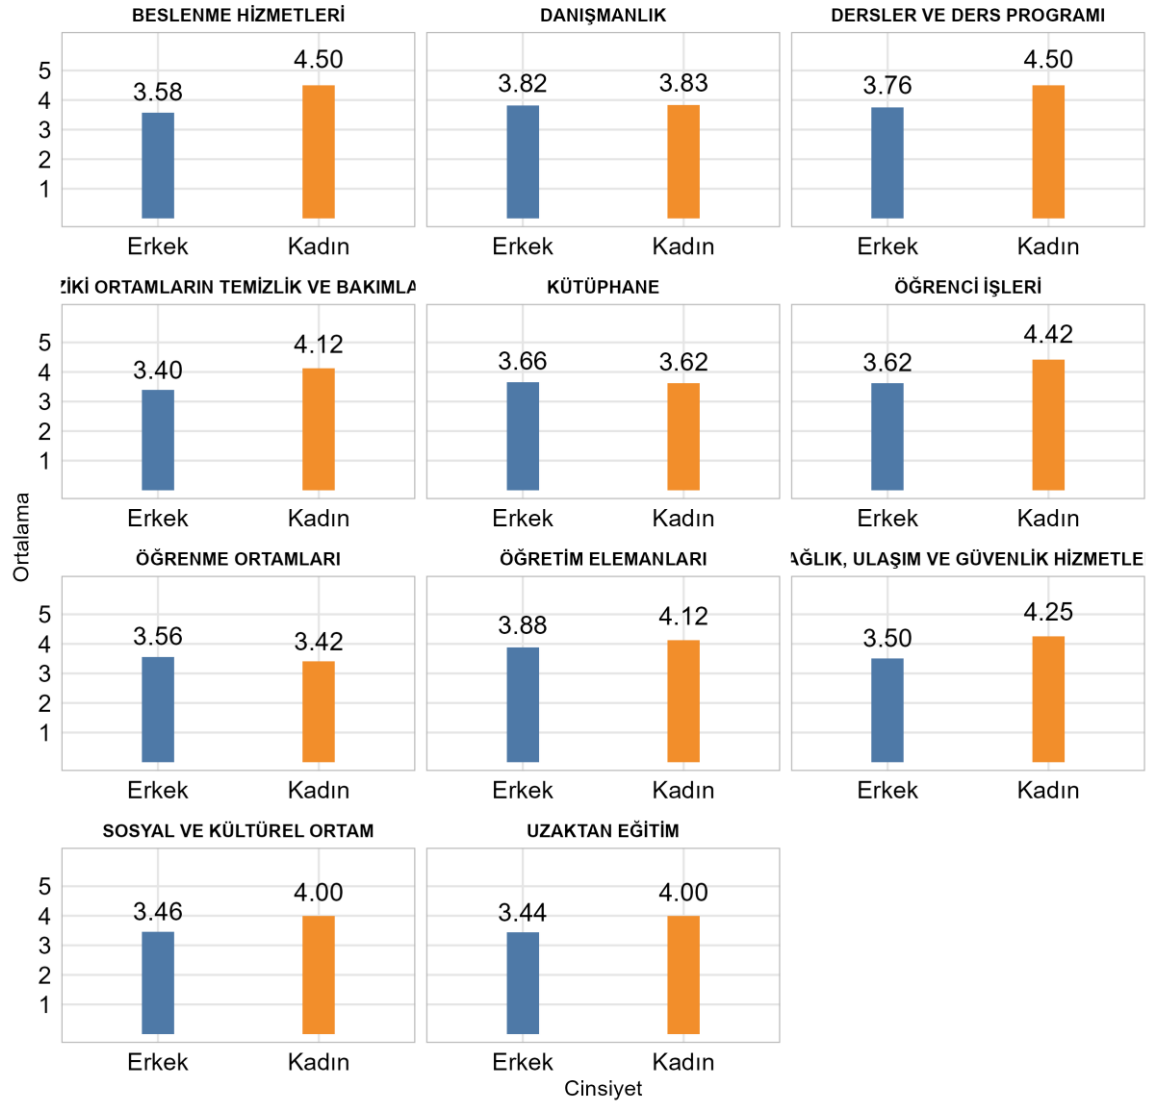 BESLENME HİZMETLERİ
3.58
4.50
5
4
3
2
1
Erkek
Kadın
DANIŞMANLIK
3.82
3.83
Erkek
Kadın
DERSLER VE DERS PROGRAMI
3.76
4.50
Erkek
Kadın
ZİKİ ORTAMLARIN TEMİZLİK VE BAKIMLA
3.40
4.12
5
4
3
2
1
Erkek
Kadın
KÜTÜPHANE
3.66
3.62
Erkek
Kadın
ÖĞRENCİ İŞLERİ
3.62
4.42
Erkek
Kadın
Ortalama
ÖĞRENME ORTAMLARI
3.56
3.42
5
4
3
2
1
Erkek
Kadın
ÖĞRETİM ELEMANLARI
3.88
4.12
Erkek
Kadın
AĞLIK, ULAŞIM VE GÜVENLİK HİZMETLE
3.50
4.25
Erkek
Kadın
SOSYAL VE KÜLTÜREL ORTAM
3.46
4.00
5
4
3
2
1
Erkek
Kadın
UZAKTAN EĞİTİM
3.44
4.00
Erkek
Kadın
Cinsiyet